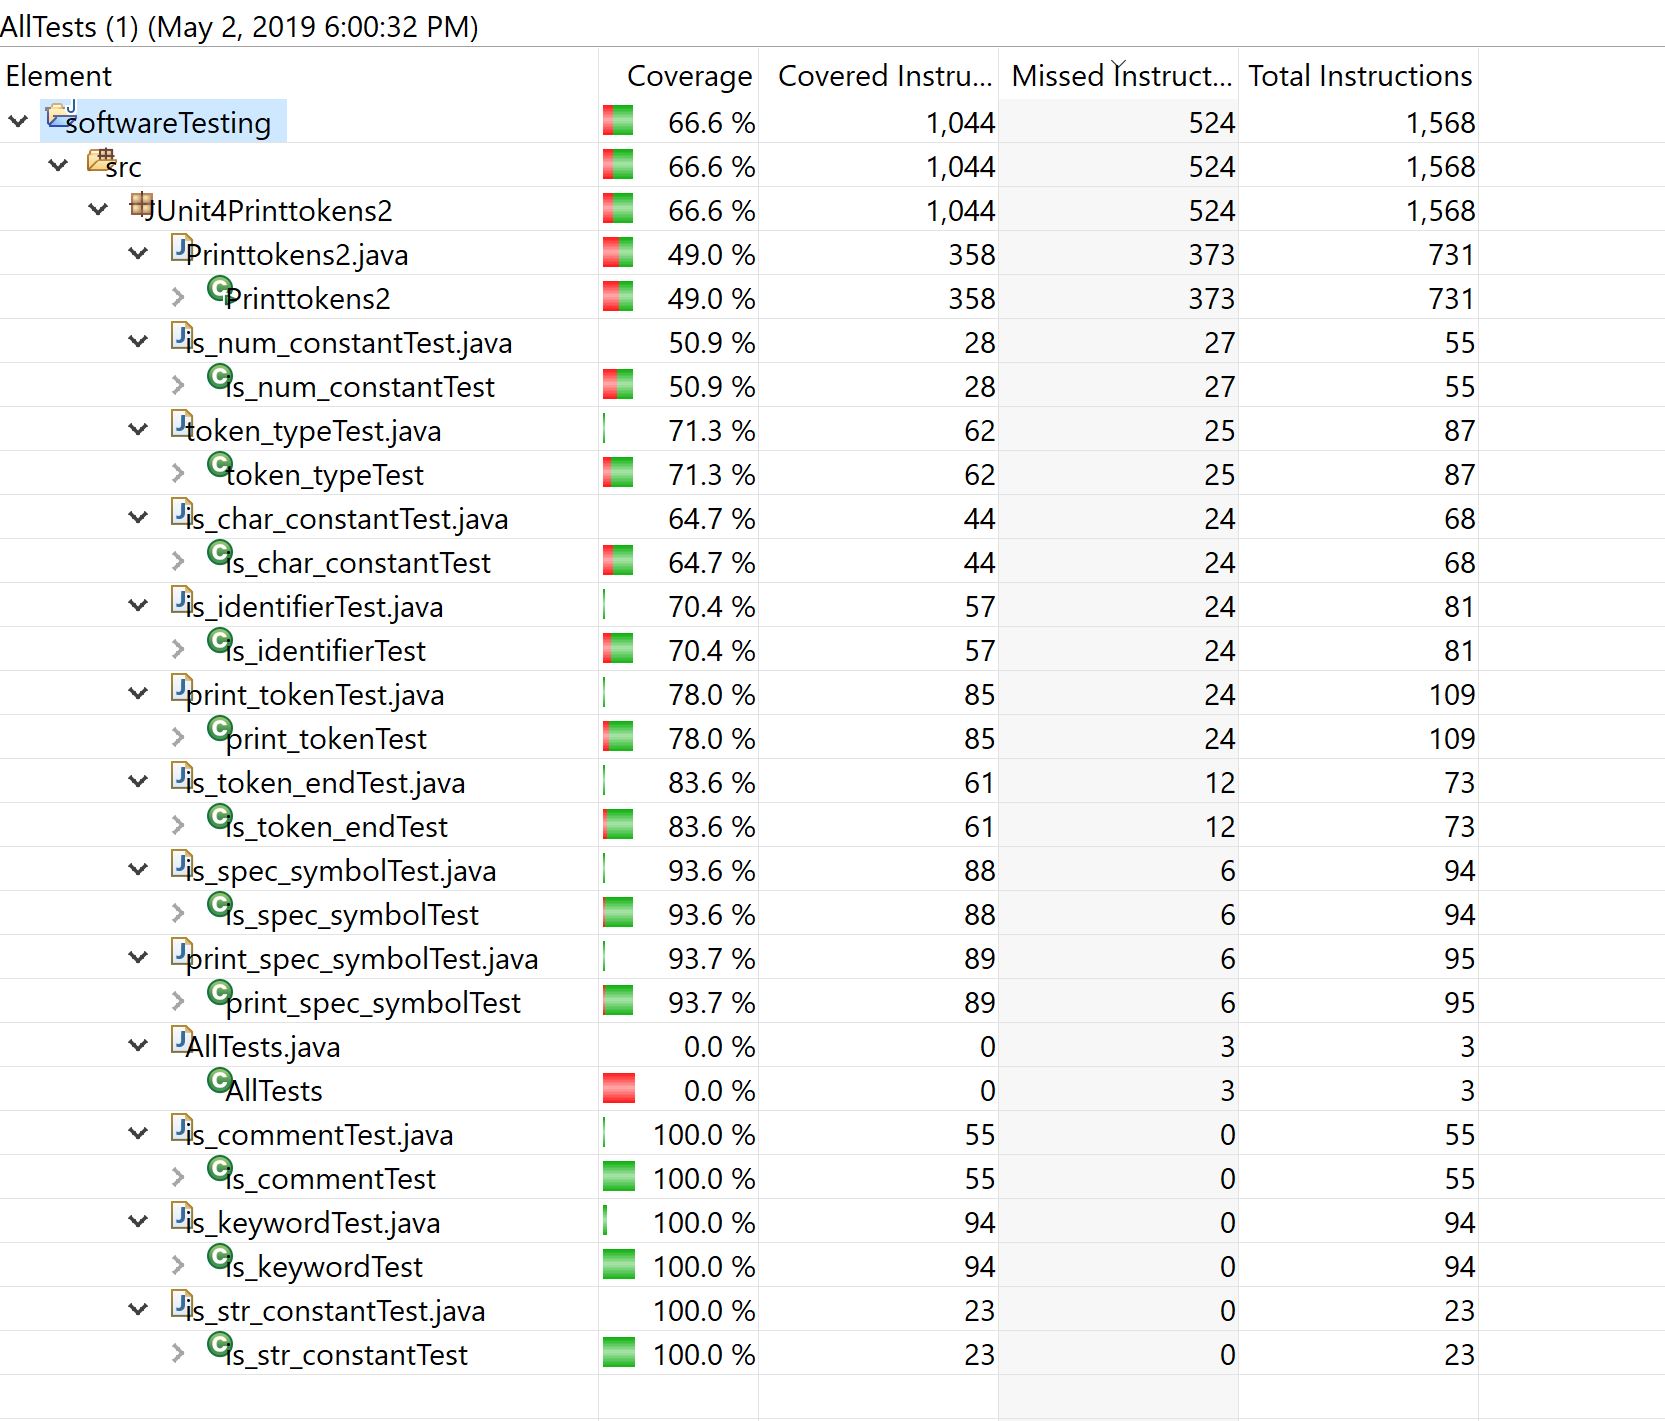 AllTests (1) (May 2, 2019 6:00:32 PM)
Element Coverage Covered Instru... Missed Instruct... Total Instructions
softwareTesting 66.6 % 1,044 524 1,568
src 66.6 % 1,044 524 1,568
JUnit4Printtokens2 66.6 % 1,044 524 1,568
Printtokens2.java 49.0 % 358 373 731
Printtokens2 49.0 % 358 373 731
is_num_constantTest.java 50.9 % 28 27 55
is_num_constantTest 50.9 % 28 27 55
token_typeTest.java 71.3 % 62 25 87
token_typeTest 71.3 % 62 25 87
is_char_constantTest.java 64.7 % 44 24 68
is_char_constantTest 64.7 % 44 24 68
is_identifierTest.java 70.4 % 57 24 81
is_identifierTest 70.4 % 57 24 81
print_tokenTest.java 78.0 % 85 24 109
print_tokenTest 78.0 % 85 24 109
is_token_endTest.java 83.6 % 61 12 73
is_token_endTest 83.6 % 61 12 73
is_spec_symbolTest.java 93.6 % 88 6 94
is_spec_symbolTest 93.6 % 88 6 94
print_spec_symbolTest.java 93.7 % 89 6 95
print_spec_symbolTest 93.7 % 89 6 95
AllTests.java 0.0 % 0 3 3
AllTests 0.0 % 0 3 3
is_commentTest.java 100.0 % 55 0 55
is_commentTest 100.0 % 55 0 55
is_keywordTest.java 100.0 % 94 0 94
is_keywordTest 100.0 % 94 0 94
is_str_constantTest.java 100.0 % 23 0 23
is_str_constantTest 100.0 % 23 0 23